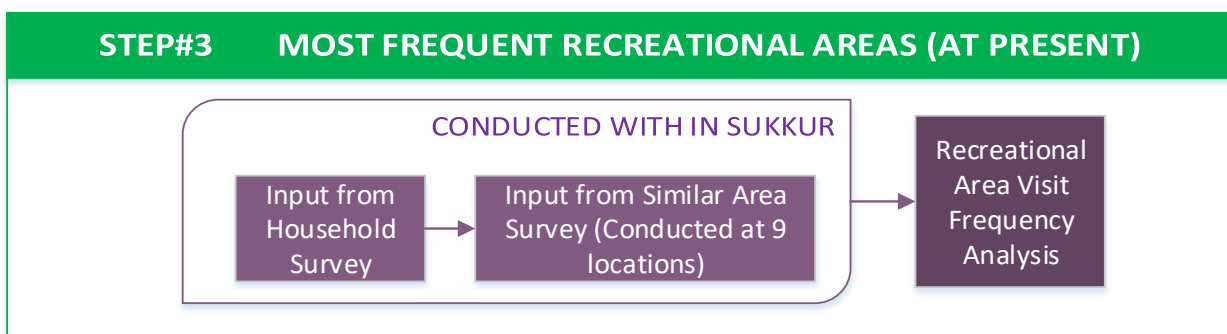 STEP#3 MOST FREQUENT RECREATIONAL AREAS (AT PRESENT)
CONDUCTED WITH IN SUKKUR
Input from
Household
Survey
Input from Similar Area
Survey (Conducted at 9
locations)
Recreational
Area Visit
Frequency
Analysis